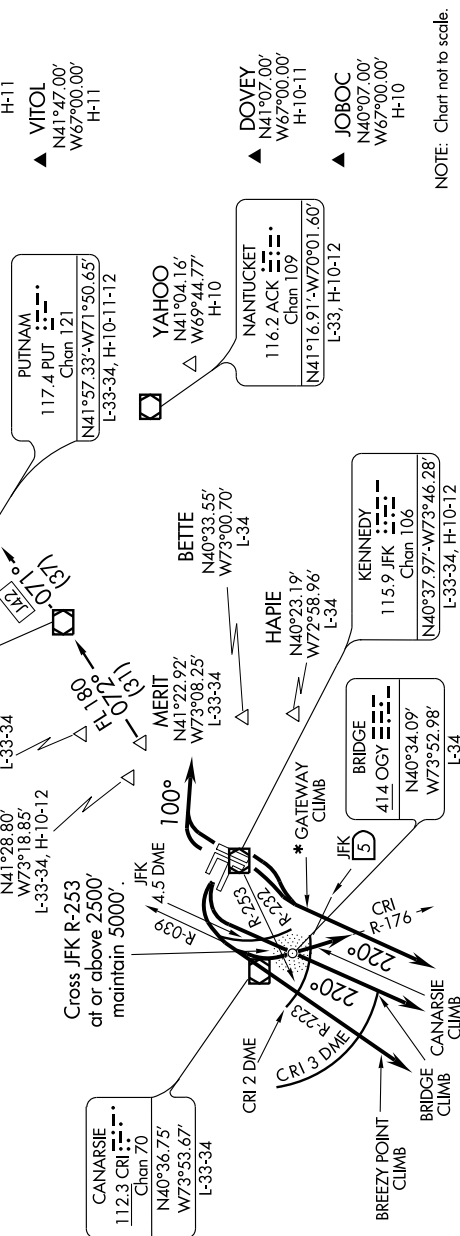 H-11
VITOL
N41°47.00'
W67°00.00'
H-11
DOVEY
N41°07.00'
W67°00.00'
H-10-11
JOBOC
N40°07.00'
W67°00.00'
H-10
NOTE: Chart not to scale.
PUTNAM
117.4 PUT
Chan 121
N41°57.33'-W71°50.65'
L-33-34, H-10-11-12
YAHOO
N41°04.16'
W69°44.77'
H-10
NANTUCKET
116.2 ACK
Chan 109
N41°16.91'-W70°01.60'
L-33, H-10-12
J42
071°
(37)
FL 180
072°
(31)
L-33-34
MERIT
N41°22.92'
W73°08.25'
L-33-34
BETTE
N40°33.55'
W73°00.70'
L-34
HAPIE
N40°23.19'
W72°58.96'
L-34
N41°28.80'
W73°18.85'
L-33-34, H-10-12
Cross JFK R-253
at or above 2500'
maintain 5000'.
100°
JFK
4.5 DME
R-039
R-253
R-232
* GATEWAY
CLIMB
JFK
5
KENNEDY
115.9 JFK
Chan 106
N40°37.97'-W73°46.28'
L-33-34, H-10-12
BRIDGE
414 OGY
N40°34.09'
W73°52.98'
L-34
CANARSIE
112.3 CRI
Chan 70
N40°36.75'
W73°53.67'
L-33-34
CRI 2 DME
CRI 3 DME
R-223
220°
220°
CRI
R-176
BREEZY POINT
CLIMB
BRIDGE
CLIMB
CANARSIE
CLIMB